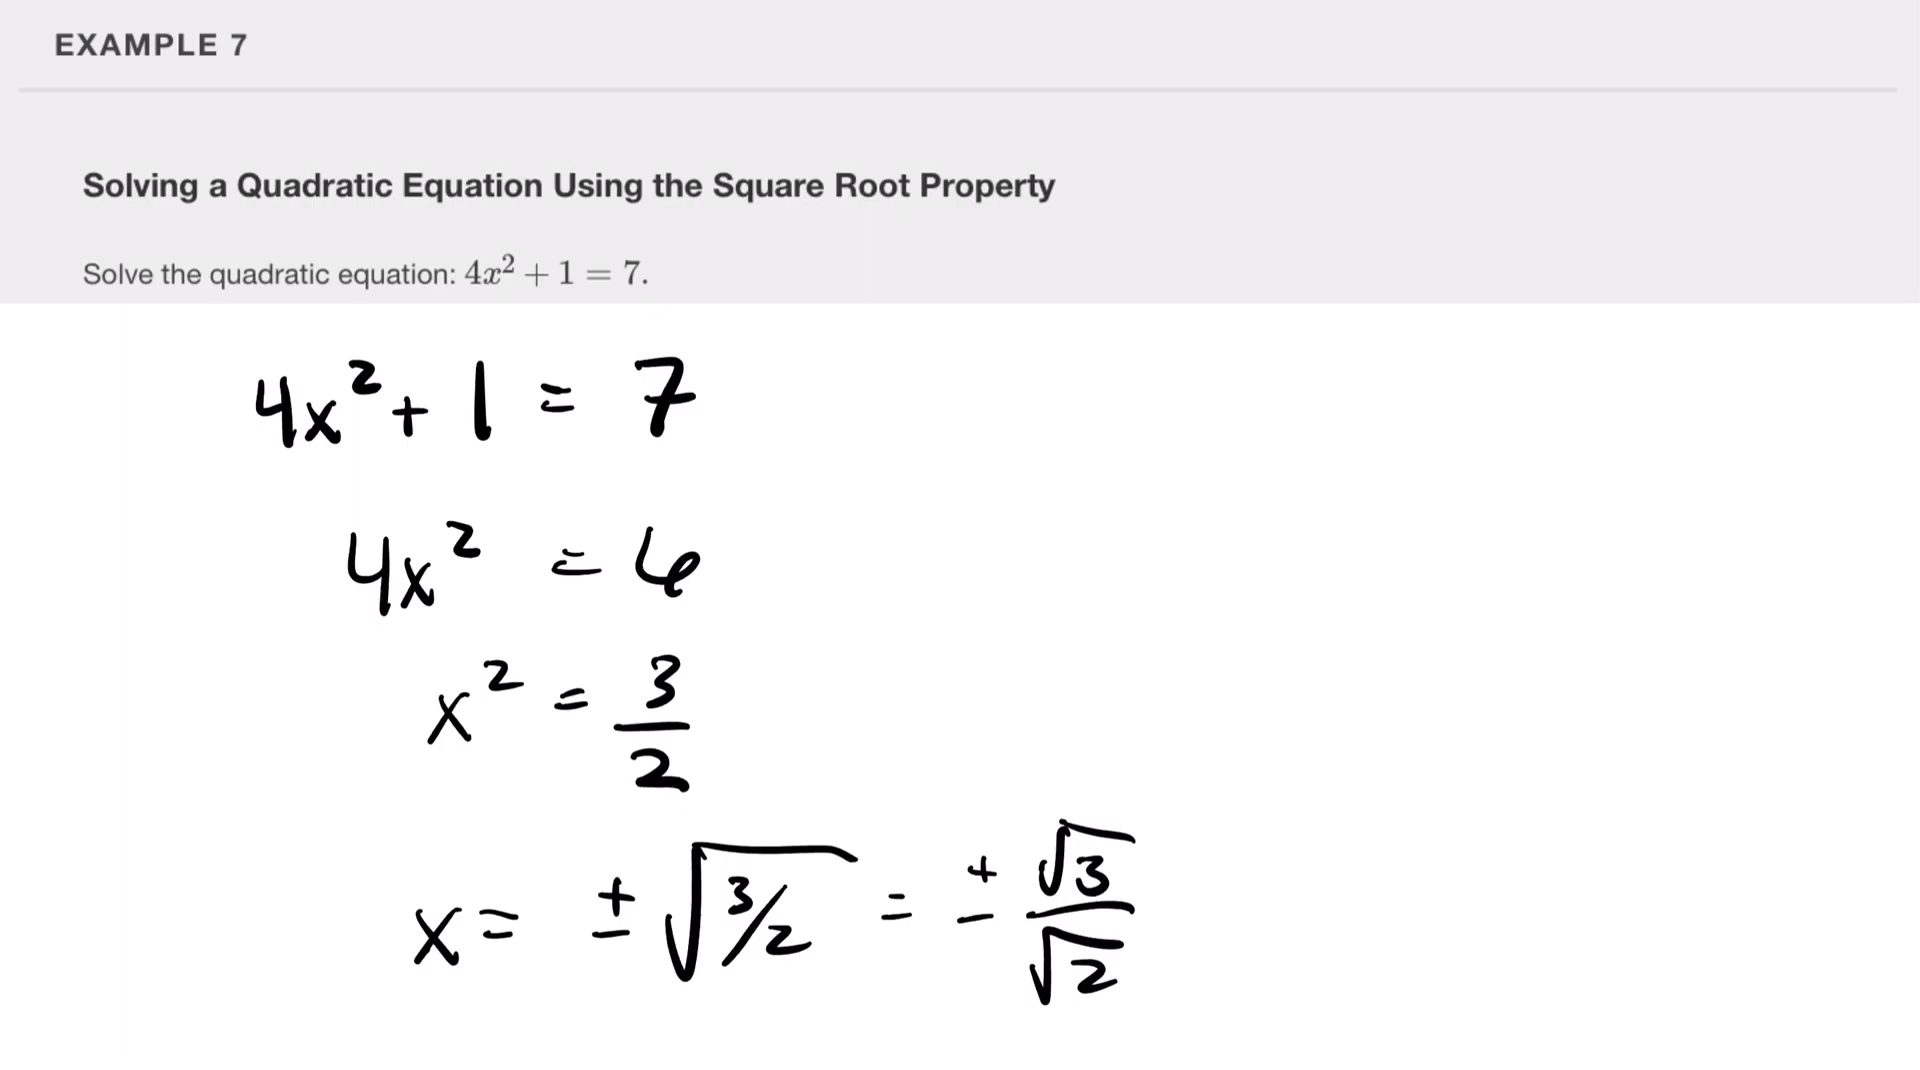 EXAMPLE 7
Solving a Quadratic Equation Using the Square Root Property
Solve the quadratic equation: 4x² + 1 = 7.
4x² + 1 = 7
4x² = 6
x² = 3/2
x = ± √(3/2) = ± √3/√2